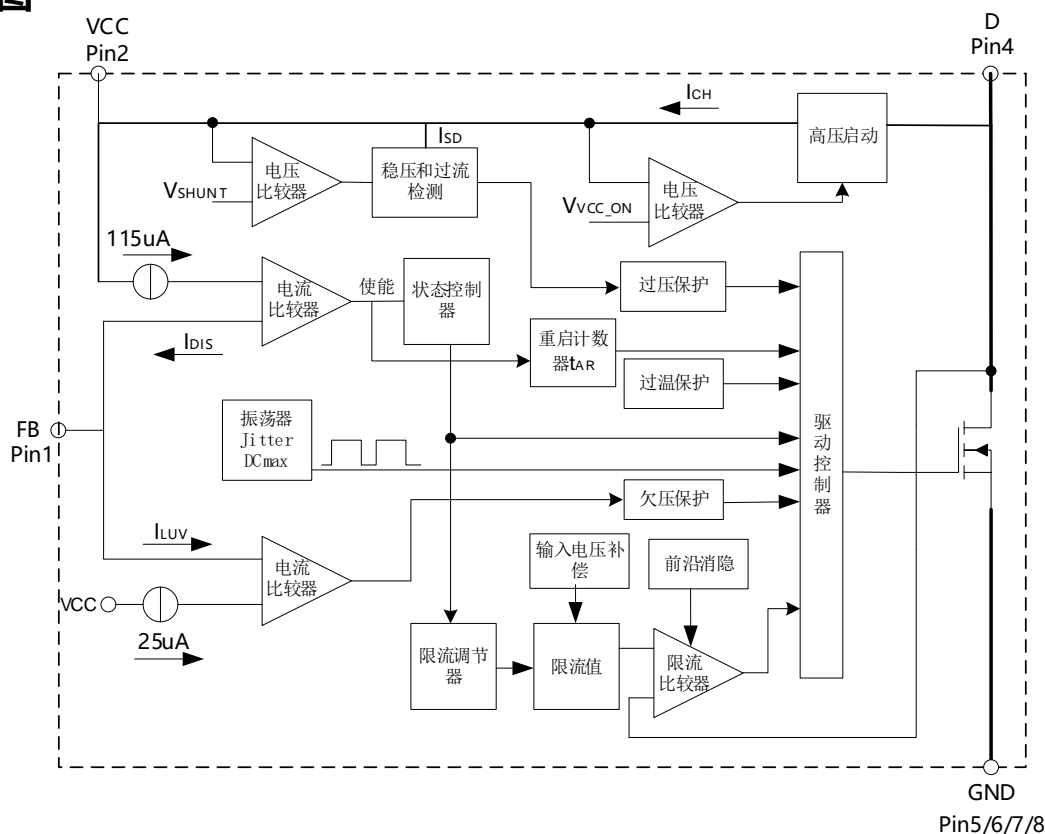 图
VCC
Pin2
D
Pin4
ICH
高压启动
ISD
电压
比较器
VSHUNT
稳压和过流
检测
电压
比较器
VVCC_ON
115uA
电流
比较器
使能
状态控制
器
过压保护
IDIS
重启计数
器tAR
过温保护
FB
Pin1
振荡器
Jitter
DCmax
驱
动
控
制
器
欠压保护
ILUV
电流
比较器
输入电压补
偿
前沿消隐
VCC
25uA
限流调节
器
限流值
限流
比较器
GND
Pin5/6/7/8